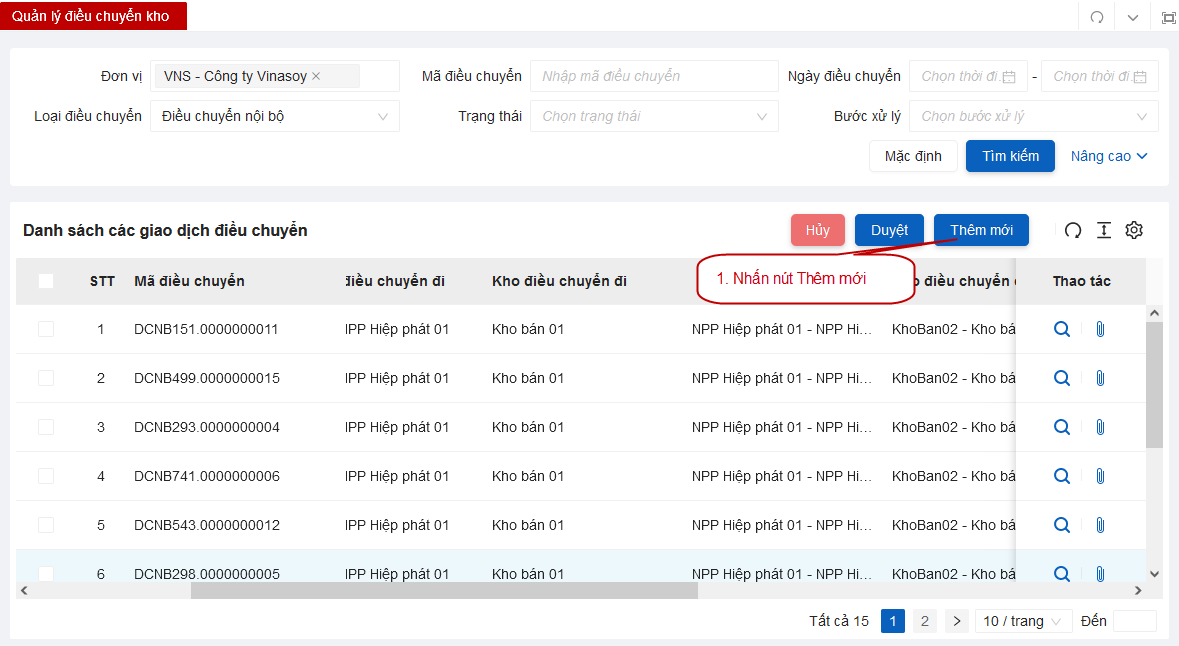 Quản lý điều chuyển kho
Đơn vị VNS - Công ty Vinasoy × Mã điều chuyển Nhập mã điều chuyển Ngày điều chuyển Chọn thời đi - Chọn thời đi
Loại điều chuyển Điều chuyển nội bộ Trạng thái Chọn trạng thái Bước xử lý Chọn bước xử lý
Mặc định Tìm kiếm Nâng cao
Danh sách các giao dịch điều chuyển Hủy Duyệt Thêm mới
1. Nhấn nút Thêm mới
STT Mã điều chuyển điều chuyển đi Kho điều chuyển đi điều chuyển Thao tác
1 DCNB151.0000000011 NPP Hiệp phát 01 Kho bán 01 NPP Hiệp phát 01 - NPP Hi... KhoBan02 - Kho bá
2 DCNB499.0000000015 NPP Hiệp phát 01 Kho bán 01 NPP Hiệp phát 01 - NPP Hi... KhoBan02 - Kho bá
3 DCNB293.0000000004 NPP Hiệp phát 01 Kho bán 01 NPP Hiệp phát 01 - NPP Hi... KhoBan02 - Kho bá
4 DCNB741.0000000006 NPP Hiệp phát 01 Kho bán 01 NPP Hiệp phát 01 - NPP Hi... KhoBan02 - Kho bá
5 DCNB543.0000000012 NPP Hiệp phát 01 Kho bán 01 NPP Hiệp phát 01 - NPP Hi... KhoBan02 - Kho bá
6 DCNB298.0000000005 NPP Hiệp phát 01 Kho bán 01 NPP Hiệp phát 01 - NPP Hi... KhoBan02 - Kho bá
Tất cả 15 1 2 > 10 / trang Đến